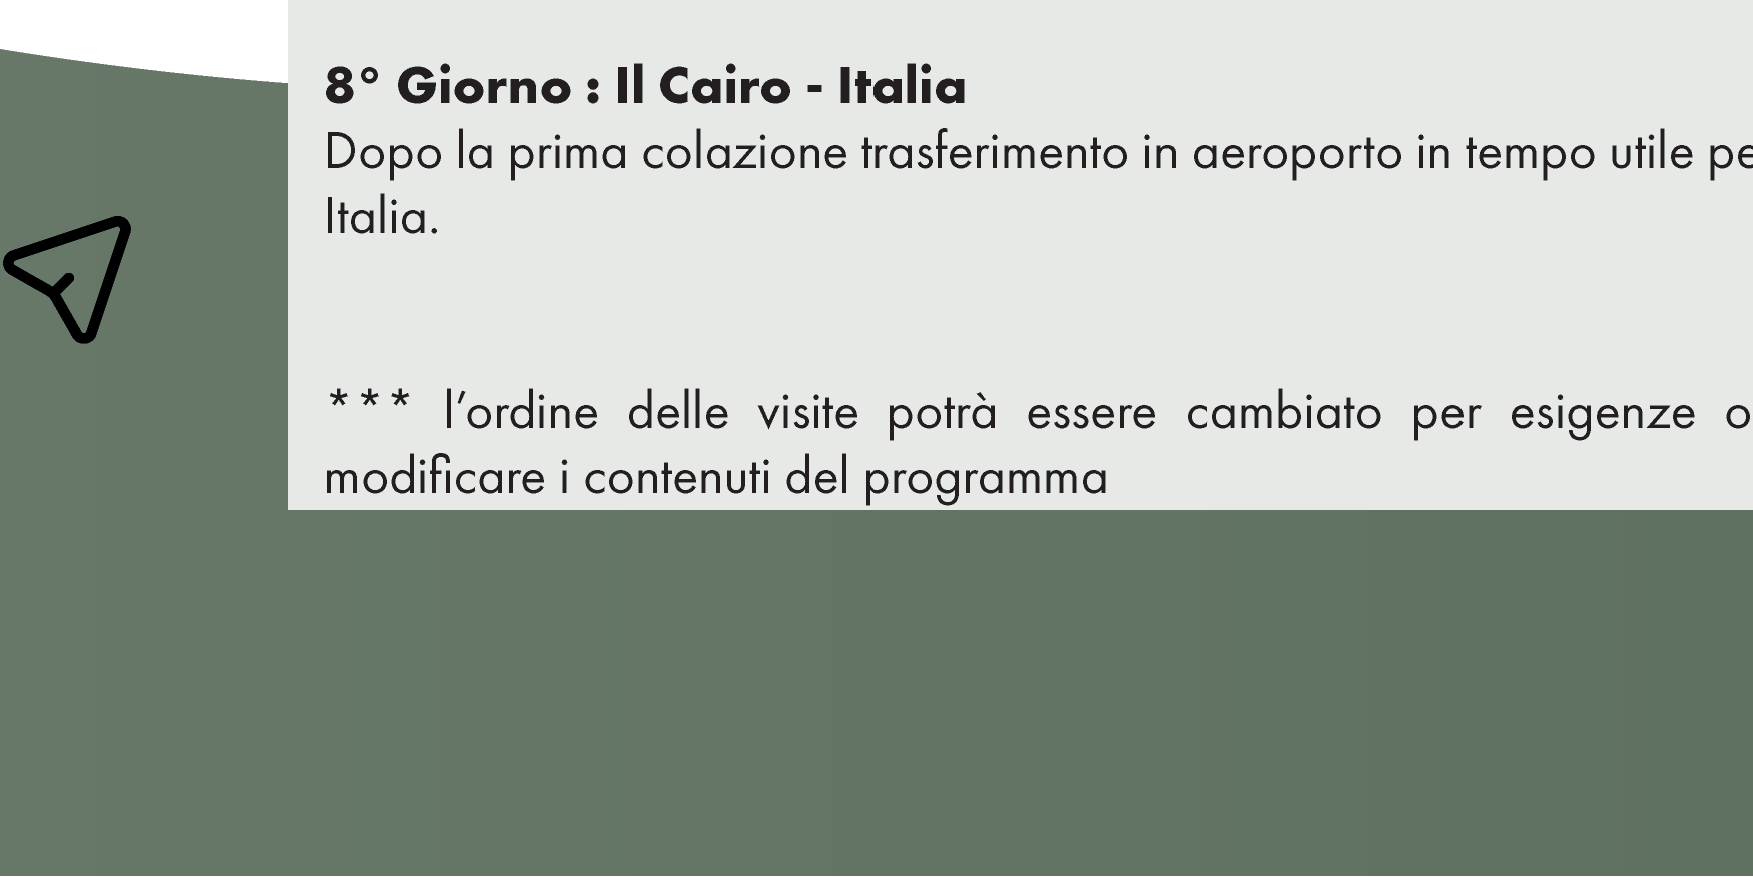 8° Giorno : Il Cairo - Italia
Dopo la prima colazione trasferimento in aeroporto in tempo utile pe
Italia.
*** l’ordine delle visite potrà essere cambiato per esigenze o
modificare i contenuti del programma